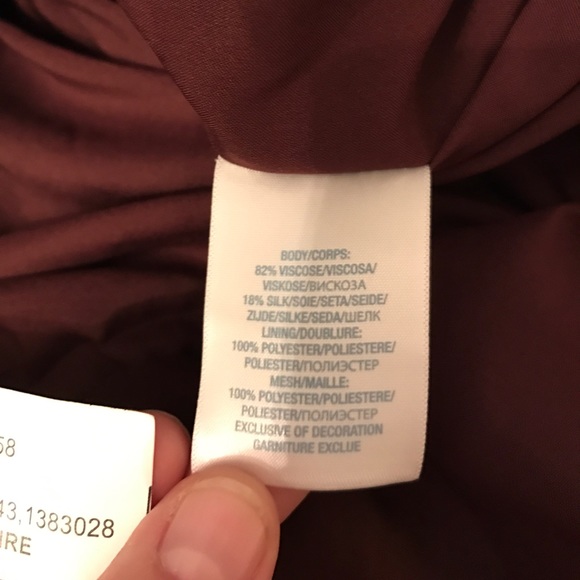 BODY/CORPS:
82% VISCOSE/VISCOSA/
VISKOSE/ВИСКОЗА
18% SILK/SOIE/SETA/SEIDE/
ZIJDE/SILKE/SEDA/ШЕЛК
LINING/DOUBLURE:
100% POLYESTER/POLIESTERE/
POLIESTER/ПОЛИЭСТЕР
MESH/MAILLE:
100% POLYESTER/POLIESTERE/
POLIESTER/ПОЛИЭСТЕР
EXCLUSIVE OF DECORATION
GARNITURE EXCLUE
58
43,1383028
IRE